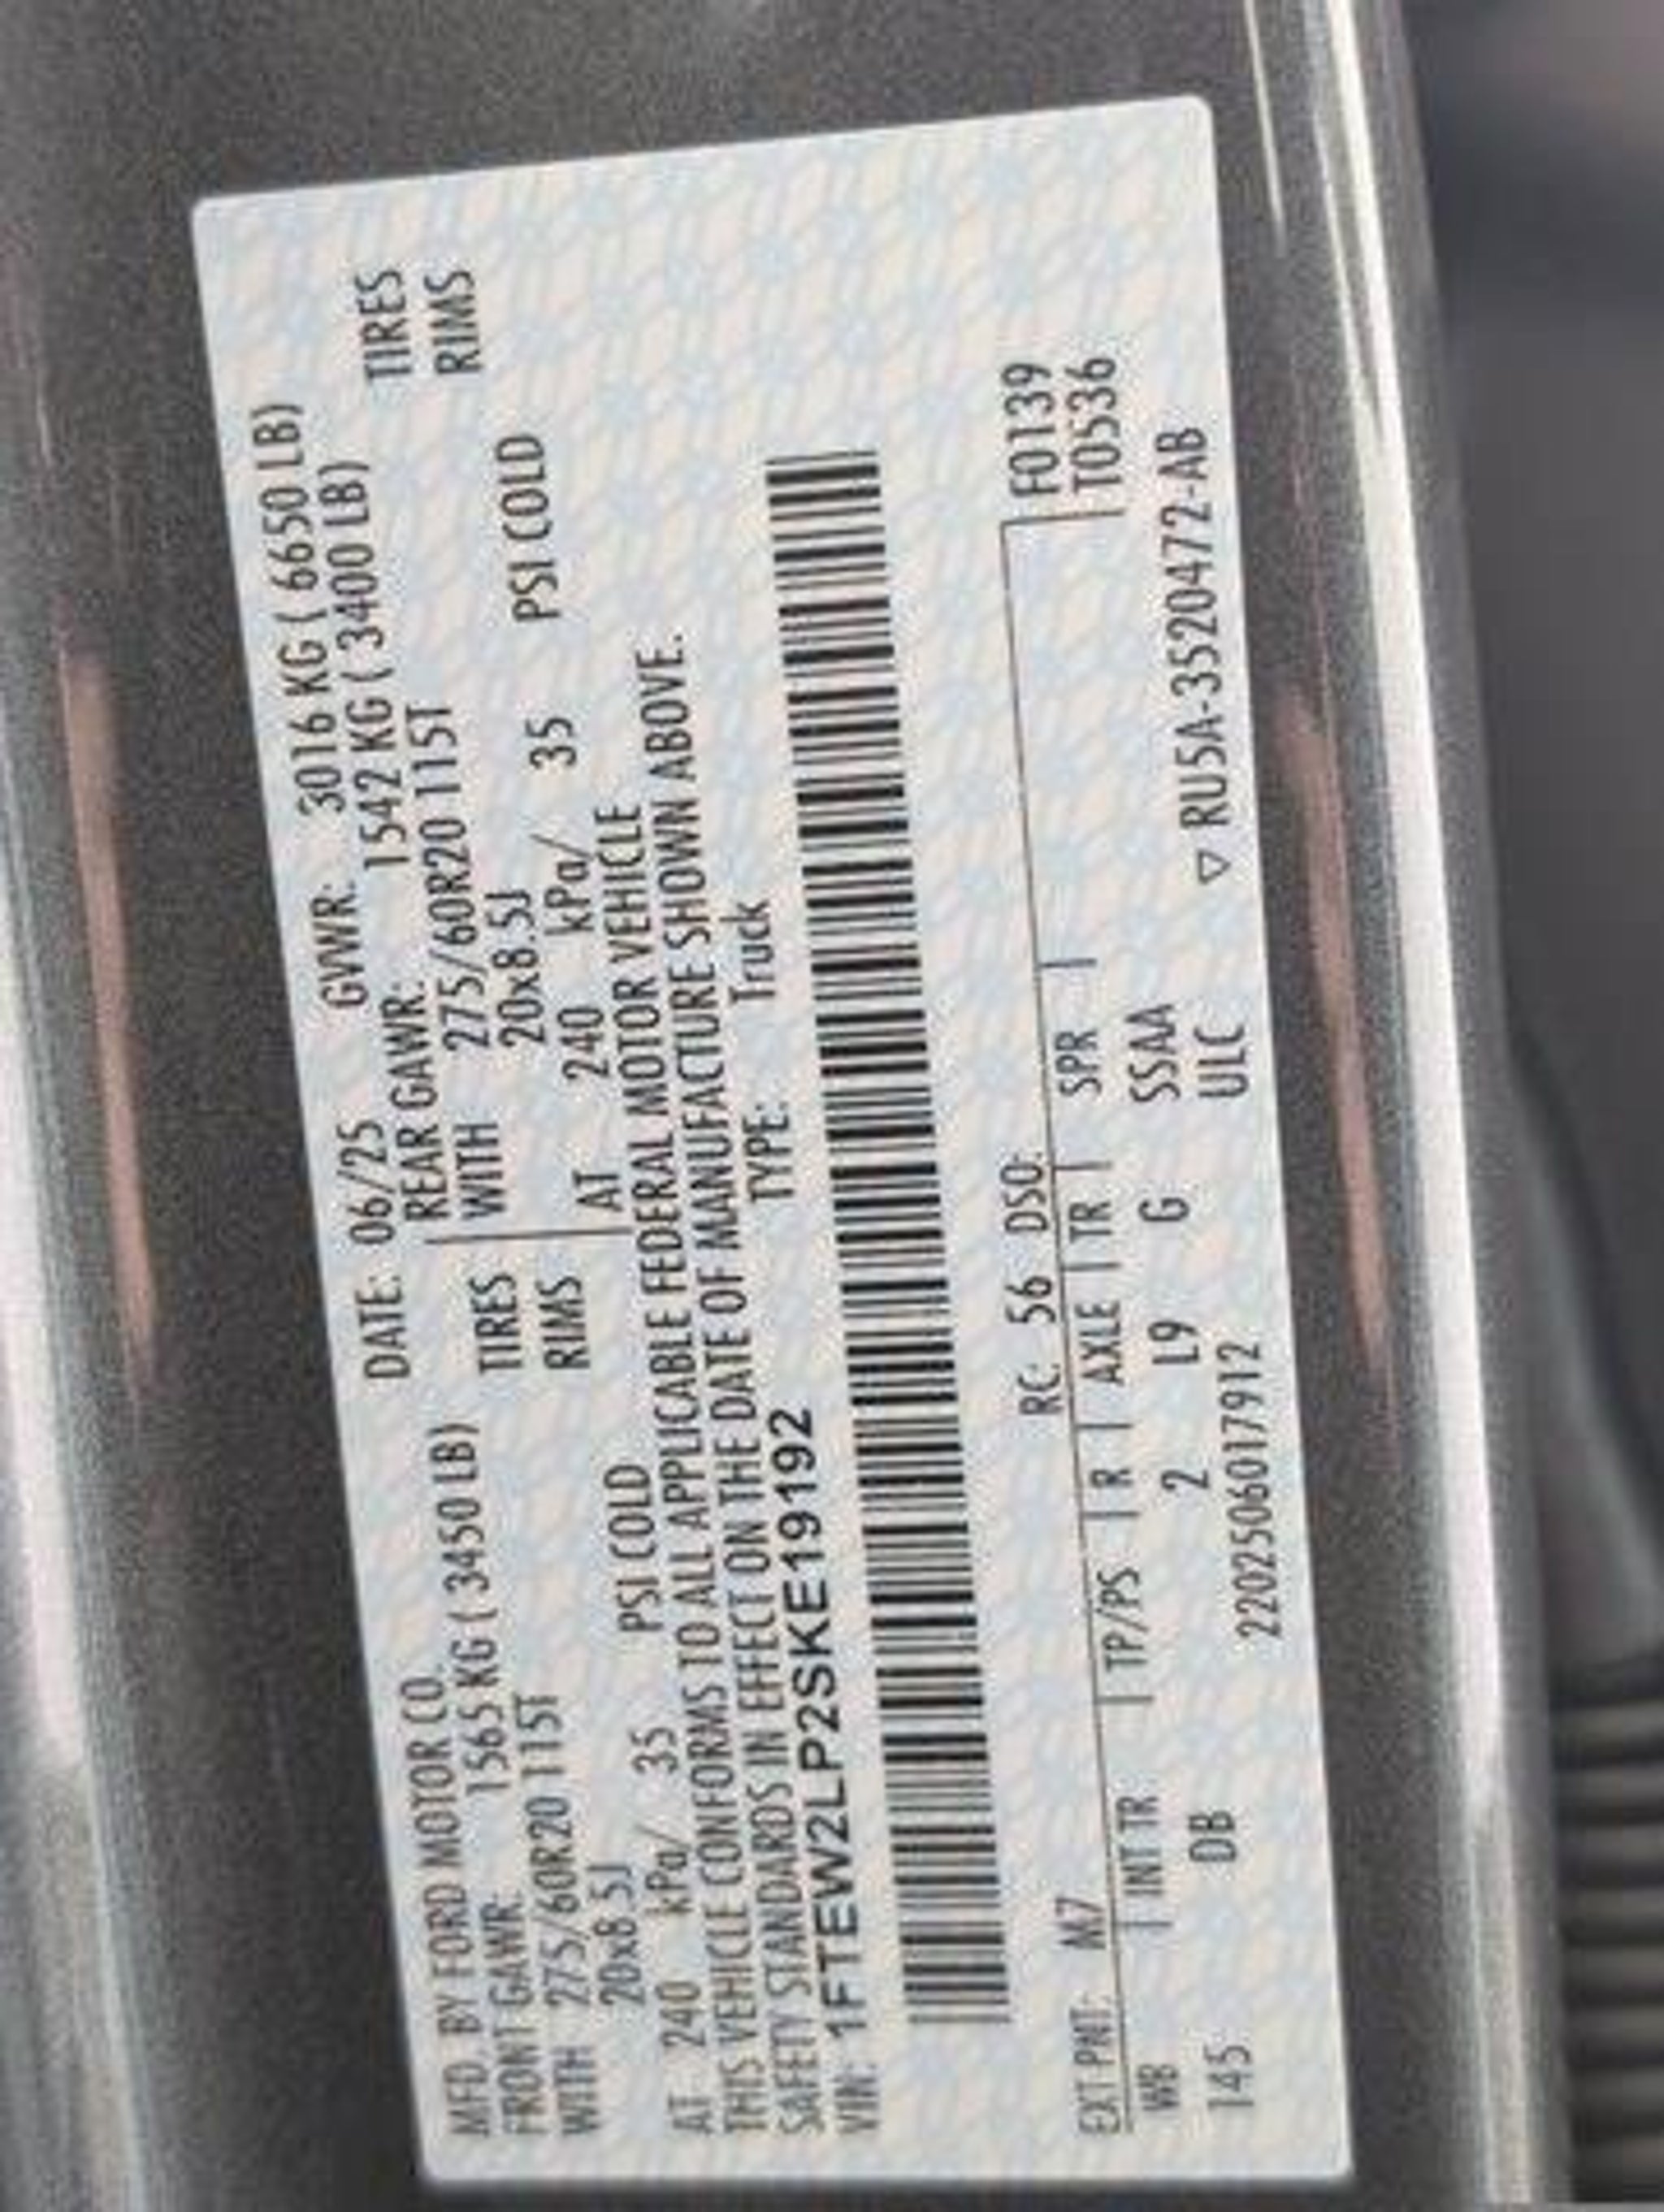 MFD. BY FORD MOTOR CO. DATE: 06/25 GVWR: 3016 KG ( 6650 LB)
FRONT GAWR: 1565 KG ( 3450 LB) REAR GAWR: 1542 KG ( 3400 LB)
WITH 275/60R20 115T TIRES WITH 275/60R20 115T TIRES
20x8.5J RIMS 20x8.5J RIMS
AT 240 kPa/ 35 PSI COLD AT 240 kPa/ 35 PSI COLD
THIS VEHICLE CONFORMS TO ALL APPLICABLE FEDERAL MOTOR VEHICLE
SAFETY STANDARDS IN EFFECT ON THE DATE OF MANUFACTURE SHOWN ABOVE.
VIN: 1FTEW2LP2SKE19192 TYPE: Truck
EXT PNT: M7 RC: 56 DSO: F0139
WB INT TR TP/PS R AXLE TR SPR T0536
145 DB 2 L9 G SSAA
ULC
2202506017912 ▽ RU5A-3520472-AB